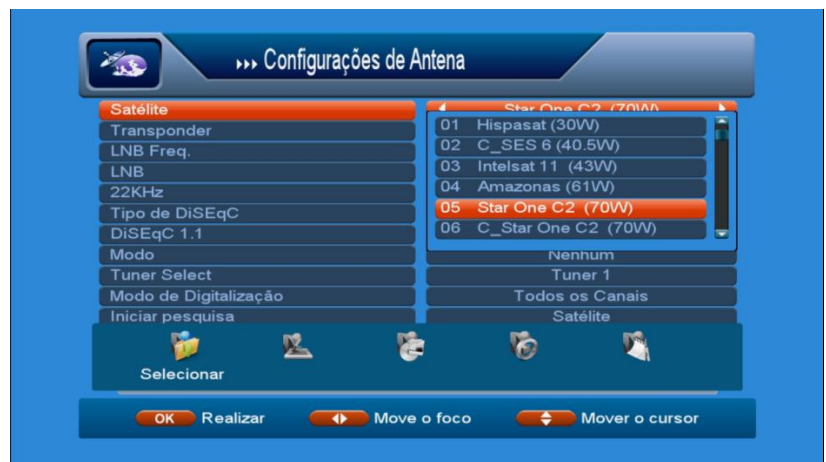 Configurações de Antena
Satélite Star One C2 (70W)
Transponder
LNB Freq.
LNB
22KHz
Tipo de DiSEqC
DiSEqC 1.1
01 Hispasat (30W)
02 C_SES 6 (40.5W)
03 Intelsat 11 (43W)
04 Amazonas (61W)
05 Star One C2 (70W)
06 C_Star One C2 (70W)
Modo Nenhum
Tuner Select Tuner 1
Modo de Digitalização Todos os Canais
Iniciar pesquisa Satélite
Selecionar
OK Realizar Move o foco Mover o cursor